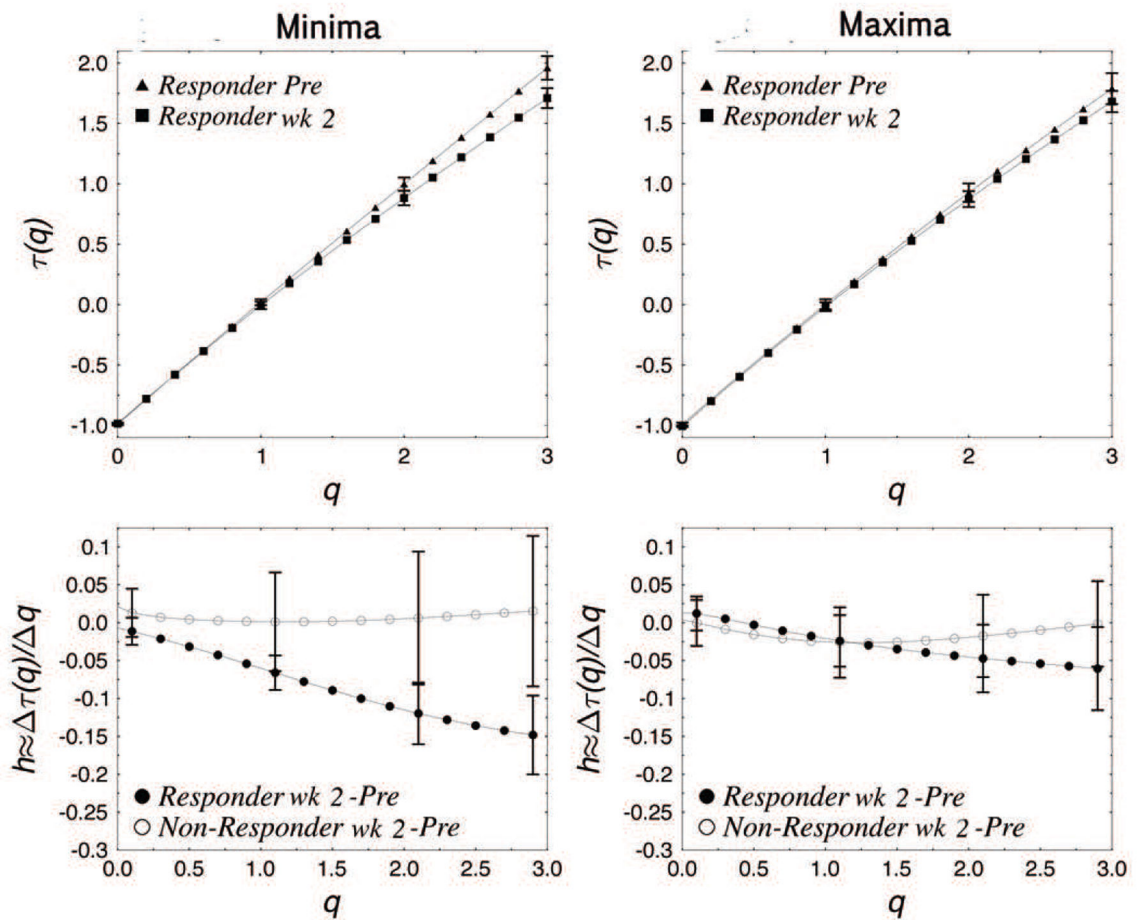 Minima
2.0
1.5
1.0
0.5
0.0
-0.5
-1.0
τ(q)
▲ Responder Pre
■ Responder wk 2
0 1 2 3
q
Maxima
2.0
1.5
1.0
0.5
0.0
-0.5
-1.0
τ(q)
▲ Responder Pre
■ Responder wk 2
0 1 2 3
q
0.1
0.05
0.0
-0.05
-0.1
-0.15
-0.2
-0.25
-0.3
h≈Δτ(q)/Δq
● Responder wk 2-Pre
○ Non-Responder wk 2-Pre
0.0 0.5 1.0 1.5 2.0 2.5 3.0
q
0.1
0.05
0.0
-0.05
-0.1
-0.15
-0.2
-0.25
-0.3
h≈Δτ(q)/Δq
● Responder wk 2-Pre
○ Non-Responder wk 2-Pre
0.0 0.5 1.0 1.5 2.0 2.5 3.0
q